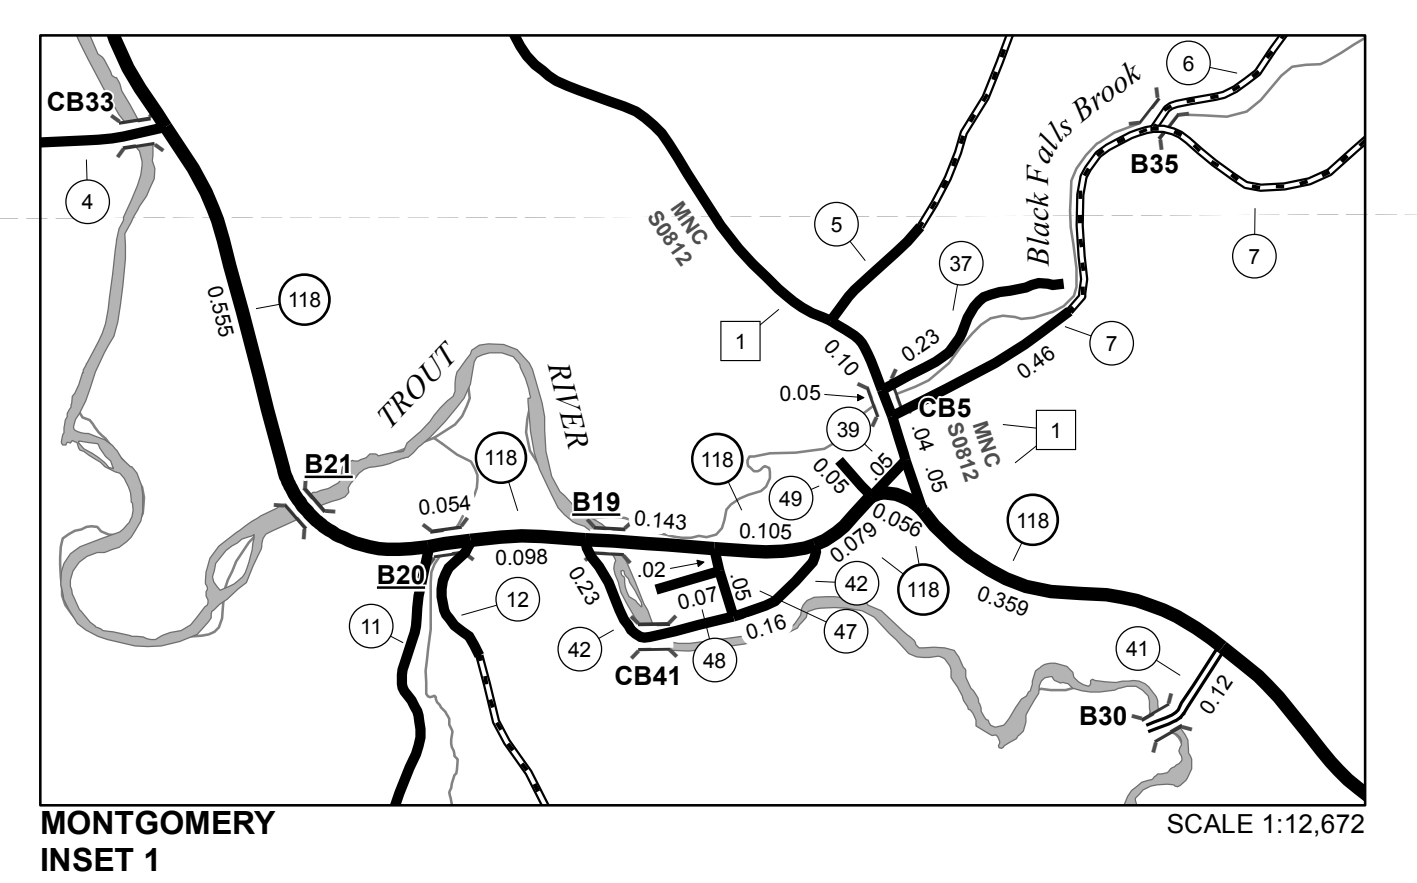 6
Black Falls Brook
CB33
B35
4
MNC
S0812
5
37
7
118
0.555
1
0.10
0.23
7
0.46
TROUT
RIVER
0.05
CB5
39
.04
MNC
S0812
1
B21
118
118
0.05
.05
.05
49
0.054
B19
0.143
0.105
0.056
118
0.098
0.079
B20
.02
0.23
.05
42
118
0.359
12
0.07
11
0.16
47
42
48
41
CB41
0.12
B30
MONTGOMERY
INSET 1
SCALE 1:12,672